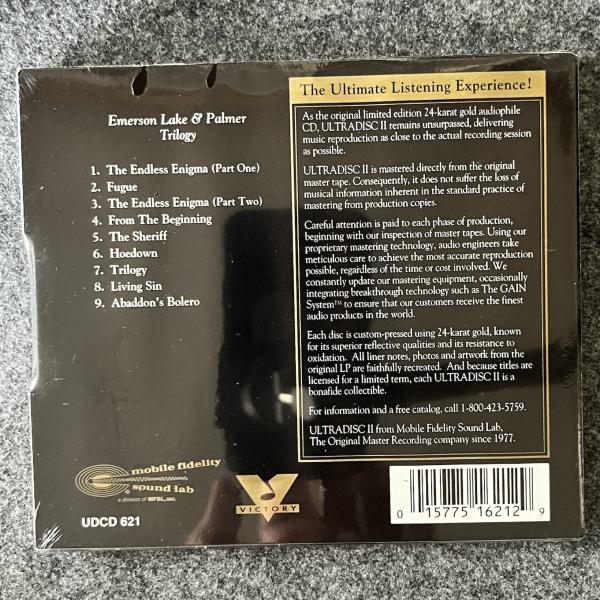 Emerson Lake & Palmer
Trilogy
1. The Endless Enigma (Part One)
2. Fugue
3. The Endless Enigma (Part Two)
4. From The Beginning
5. The Sheriff
6. Hoedown
7. Trilogy
8. Living Sin
9. Abaddon's Bolero
mobile fidelity
sound lab
a division of MFSL, inc.
UDCD 621
VICTORY
The Ultimate Listening Experience!
As the original limited edition 24-karat gold audiophile
CD, ULTRADISC II remains unsurpassed, delivering
music reproduction as close to the actual recording session
as possible.
ULTRADISC II is mastered directly from the original
master tape. Consequently, it does not suffer the loss of
musical information inherent in the standard practice of
mastering from production copies.
Careful attention is paid to each phase of production,
beginning with our inspection of master tapes. Using our
proprietary mastering technology, audio engineers take
meticulous care to achieve the most accurate reproduction
possible, regardless of the time or cost involved. We
constantly update our mastering equipment, occasionally
integrating breakthrough technology such as The GAIN
System™ to ensure that our customers receive the finest
audio products in the world.
Each disc is custom-pressed using 24-karat gold, known
for its superior reflective qualities and its resistance to
oxidation. All liner notes, photos and artwork from the
original LP are faithfully recreated. And because titles are
licensed for a limited term, each ULTRADISC II is a
bonafide collectible.
For information and a free catalog, call 1-800-423-5759.
ULTRADISC II from Mobile Fidelity Sound Lab,
The Original Master Recording company since 1977.
0 15775 16212 9